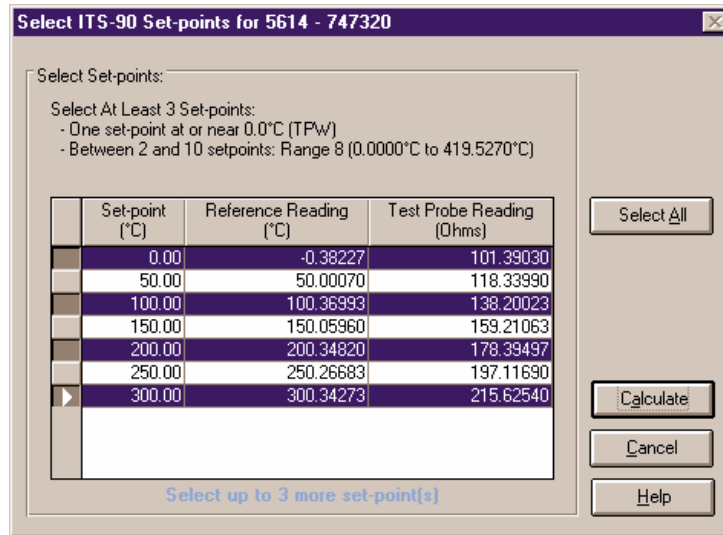 Select ITS-90 Set-points for 5614 - 747320
Select Set-points:
Select At Least 3 Set-points:
- One set-point at or near 0.0°C (TPW)
- Between 2 and 10 setpoints: Range 8 (0.0000°C to 419.5270°C)
Set-point (°C) Reference Reading (°C) Test Probe Reading (Ohms)
0.00 -0.38227 101.39030
50.00 50.00070 118.33990
100.00 100.36993 138.20023
150.00 150.05960 159.21063
200.00 200.34820 178.39497
250.00 250.26683 197.11690
300.00 300.34273 215.62540
Select up to 3 more set-point(s)
Select All
Calculate
Cancel
Help